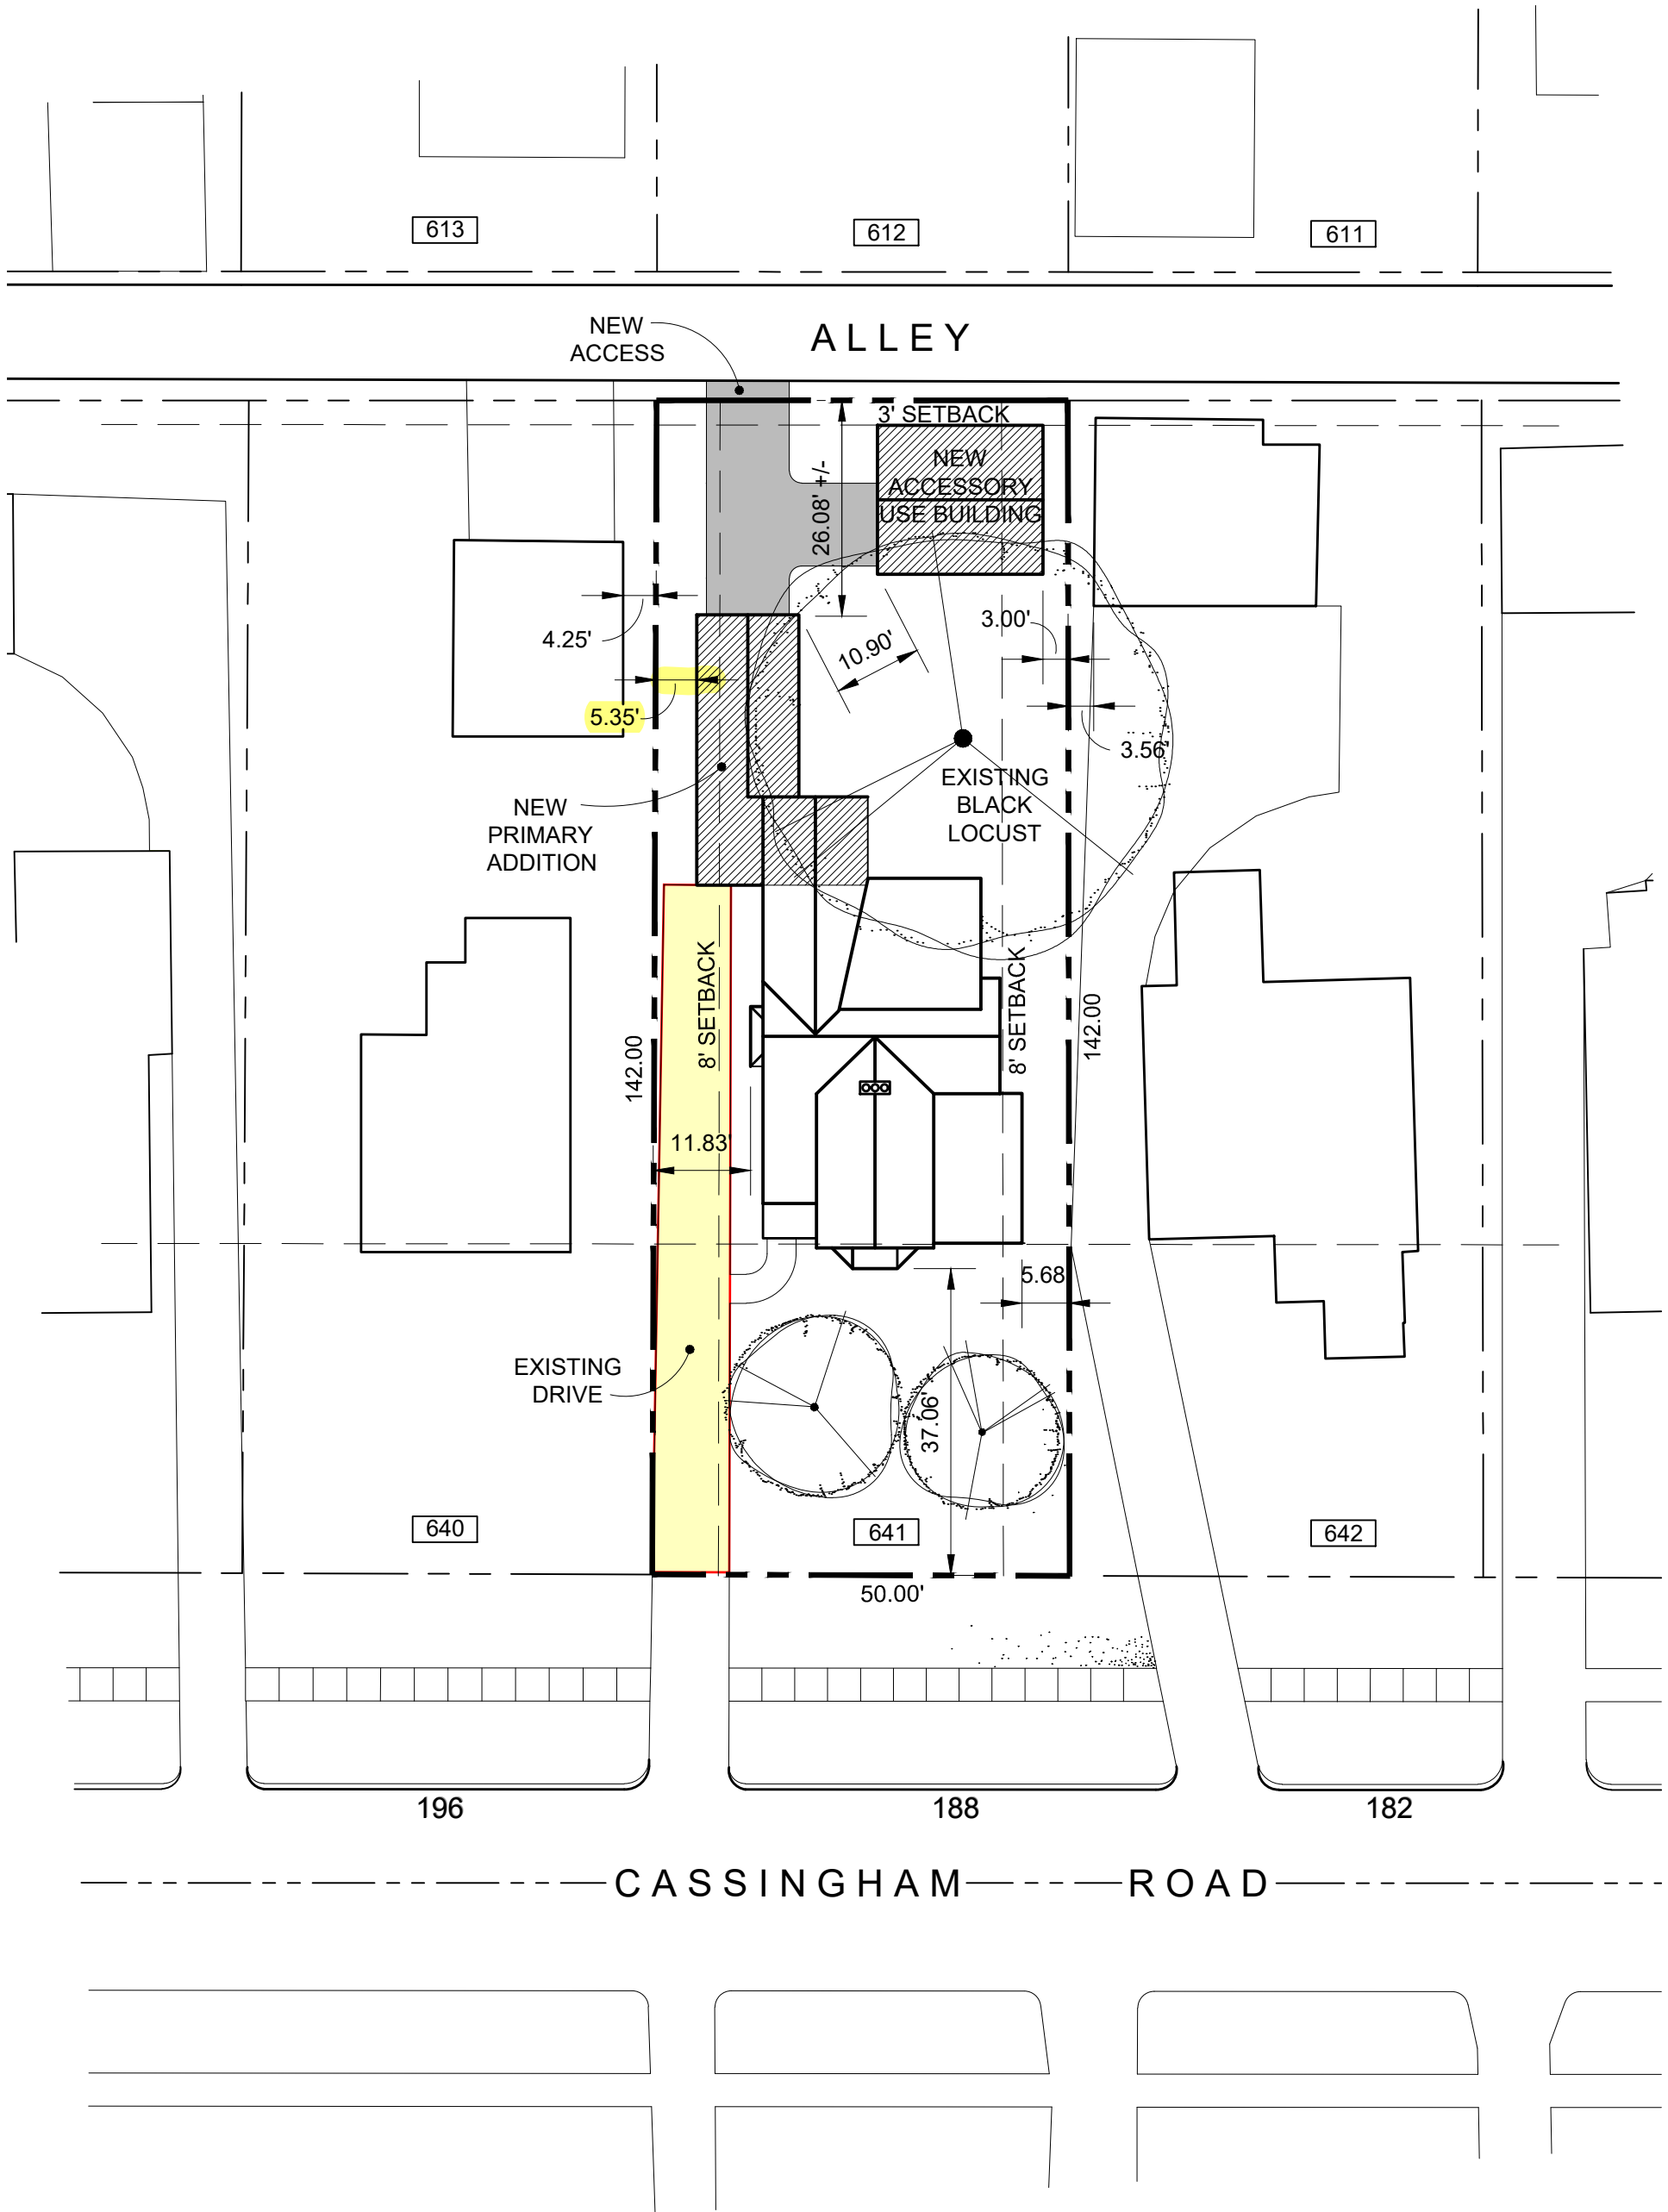 613
612
611
NEW
ACCESS
ALLEY
3' SETBACK
NEW
ACCESSORY
USE BUILDING
26.08' +/-
4.25'
10.90'
3.00'
5.35'
3.56'
NEW
PRIMARY
ADDITION
EXISTING
BLACK
LOCUST
8' SETBACK
8' SETBACK
142.00
142.00
11.83'
5.68
EXISTING
DRIVE
37.06'
640
641
642
50.00'
196
188
182
CASSINGHAM ROAD